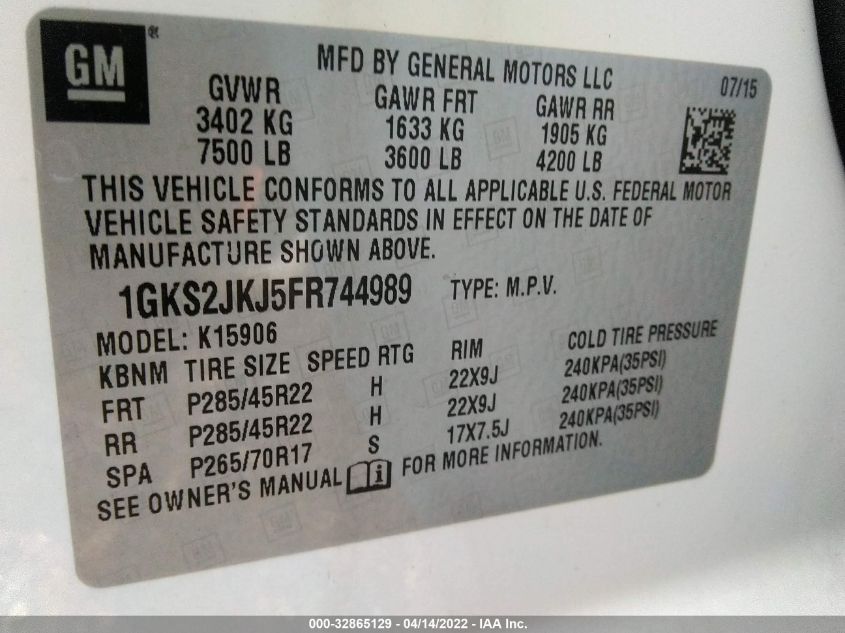 GM
MFD BY GENERAL MOTORS LLC
07/15
GVWR GAWR FRT GAWR RR
3402 KG 1633 KG 1905 KG
7500 LB 3600 LB 4200 LB
THIS VEHICLE CONFORMS TO ALL APPLICABLE U.S. FEDERAL MOTOR
VEHICLE SAFETY STANDARDS IN EFFECT ON THE DATE OF
MANUFACTURE SHOWN ABOVE.
1GKS2JKJ5FR744989 TYPE: M.P.V.
MODEL: K15906
KBNM TIRE SIZE SPEED RTG RIM COLD TIRE PRESSURE
FRT P285/45R22 H 22X9J 240KPA(35PSI)
RR P285/45R22 H 22X9J 240KPA(35PSI)
SPA P265/70R17 S 17X7.5J 240KPA(35PSI)
SEE OWNER'S MANUAL FOR MORE INFORMATION.
000-32865129 - 04/14/2022 - IAA Inc.